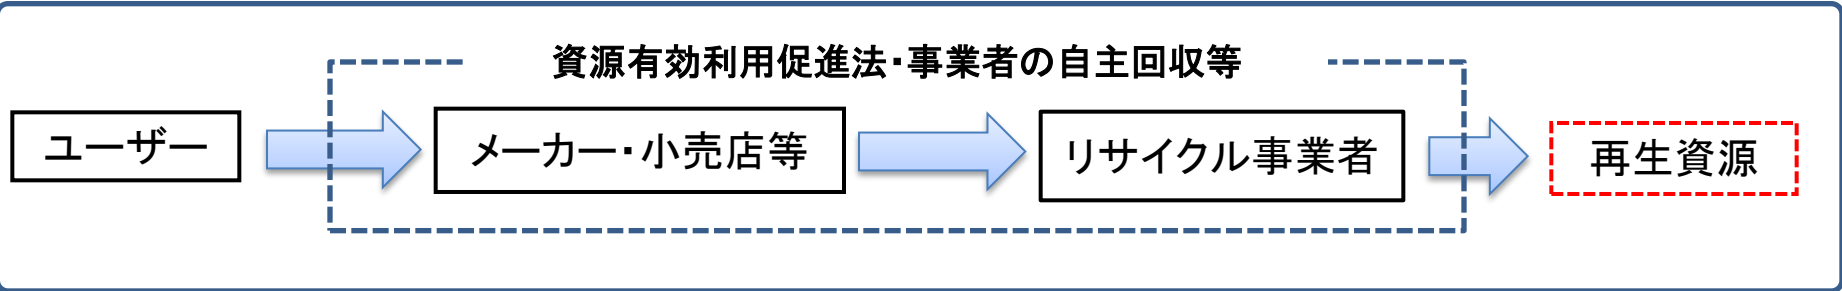 資源有効利用促進法・事業者の自主回収等
ユーザー
メーカー・小売店等
リサイクル事業者
再生資源